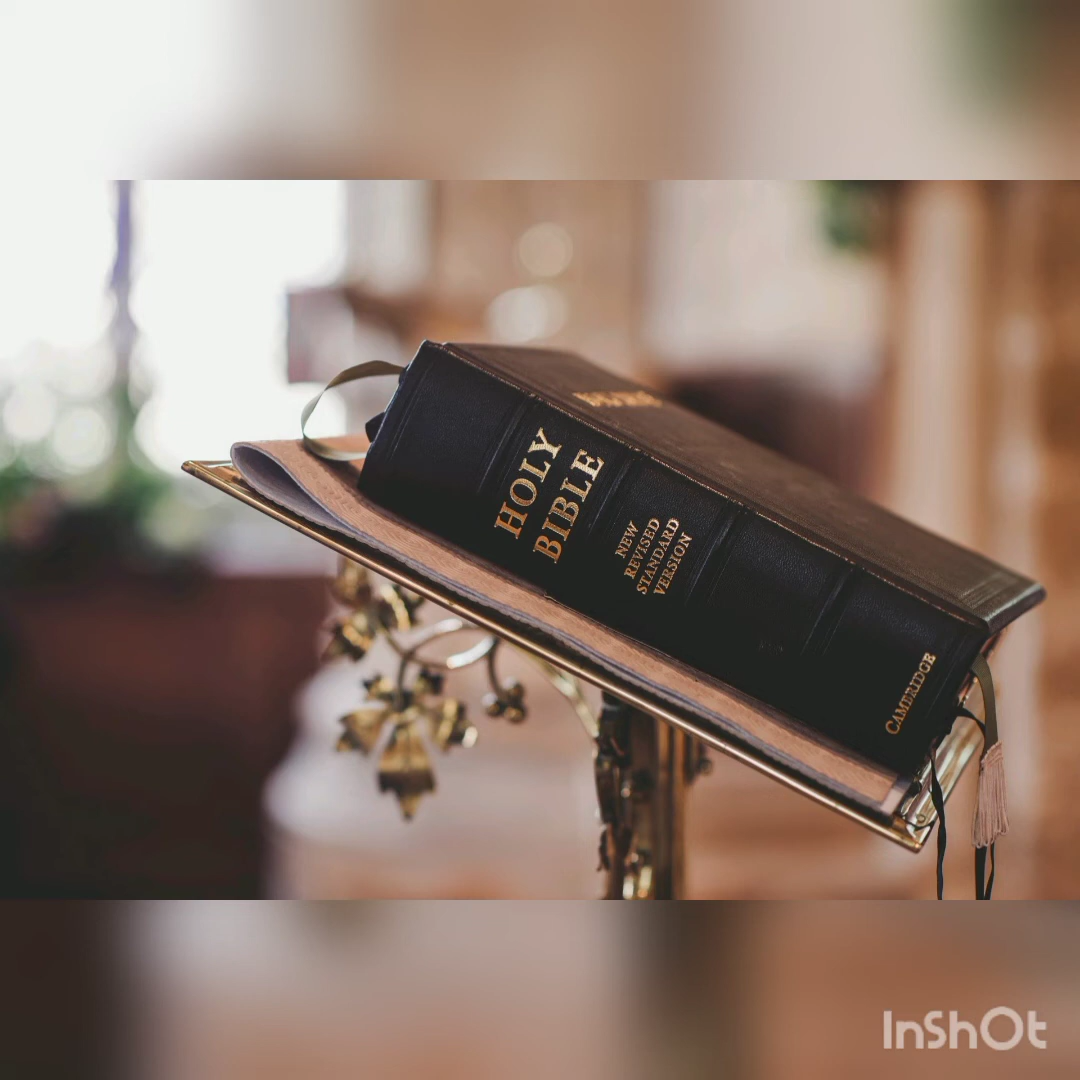 HOLY
BIBLE
NEW
REVISED
STANDARD
VERSION
CAMBRIDGE
InShOt